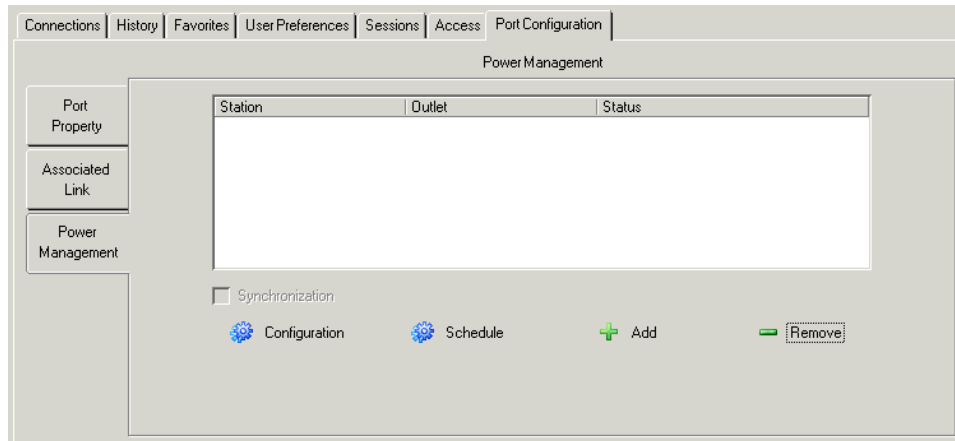 Connections History Favorites User Preferences Sessions Access Port Configuration
Power Management
Port
Property
Associated
Link
Power
Management
Station Outlet Status
Synchronization
Configuration Schedule Add Remove